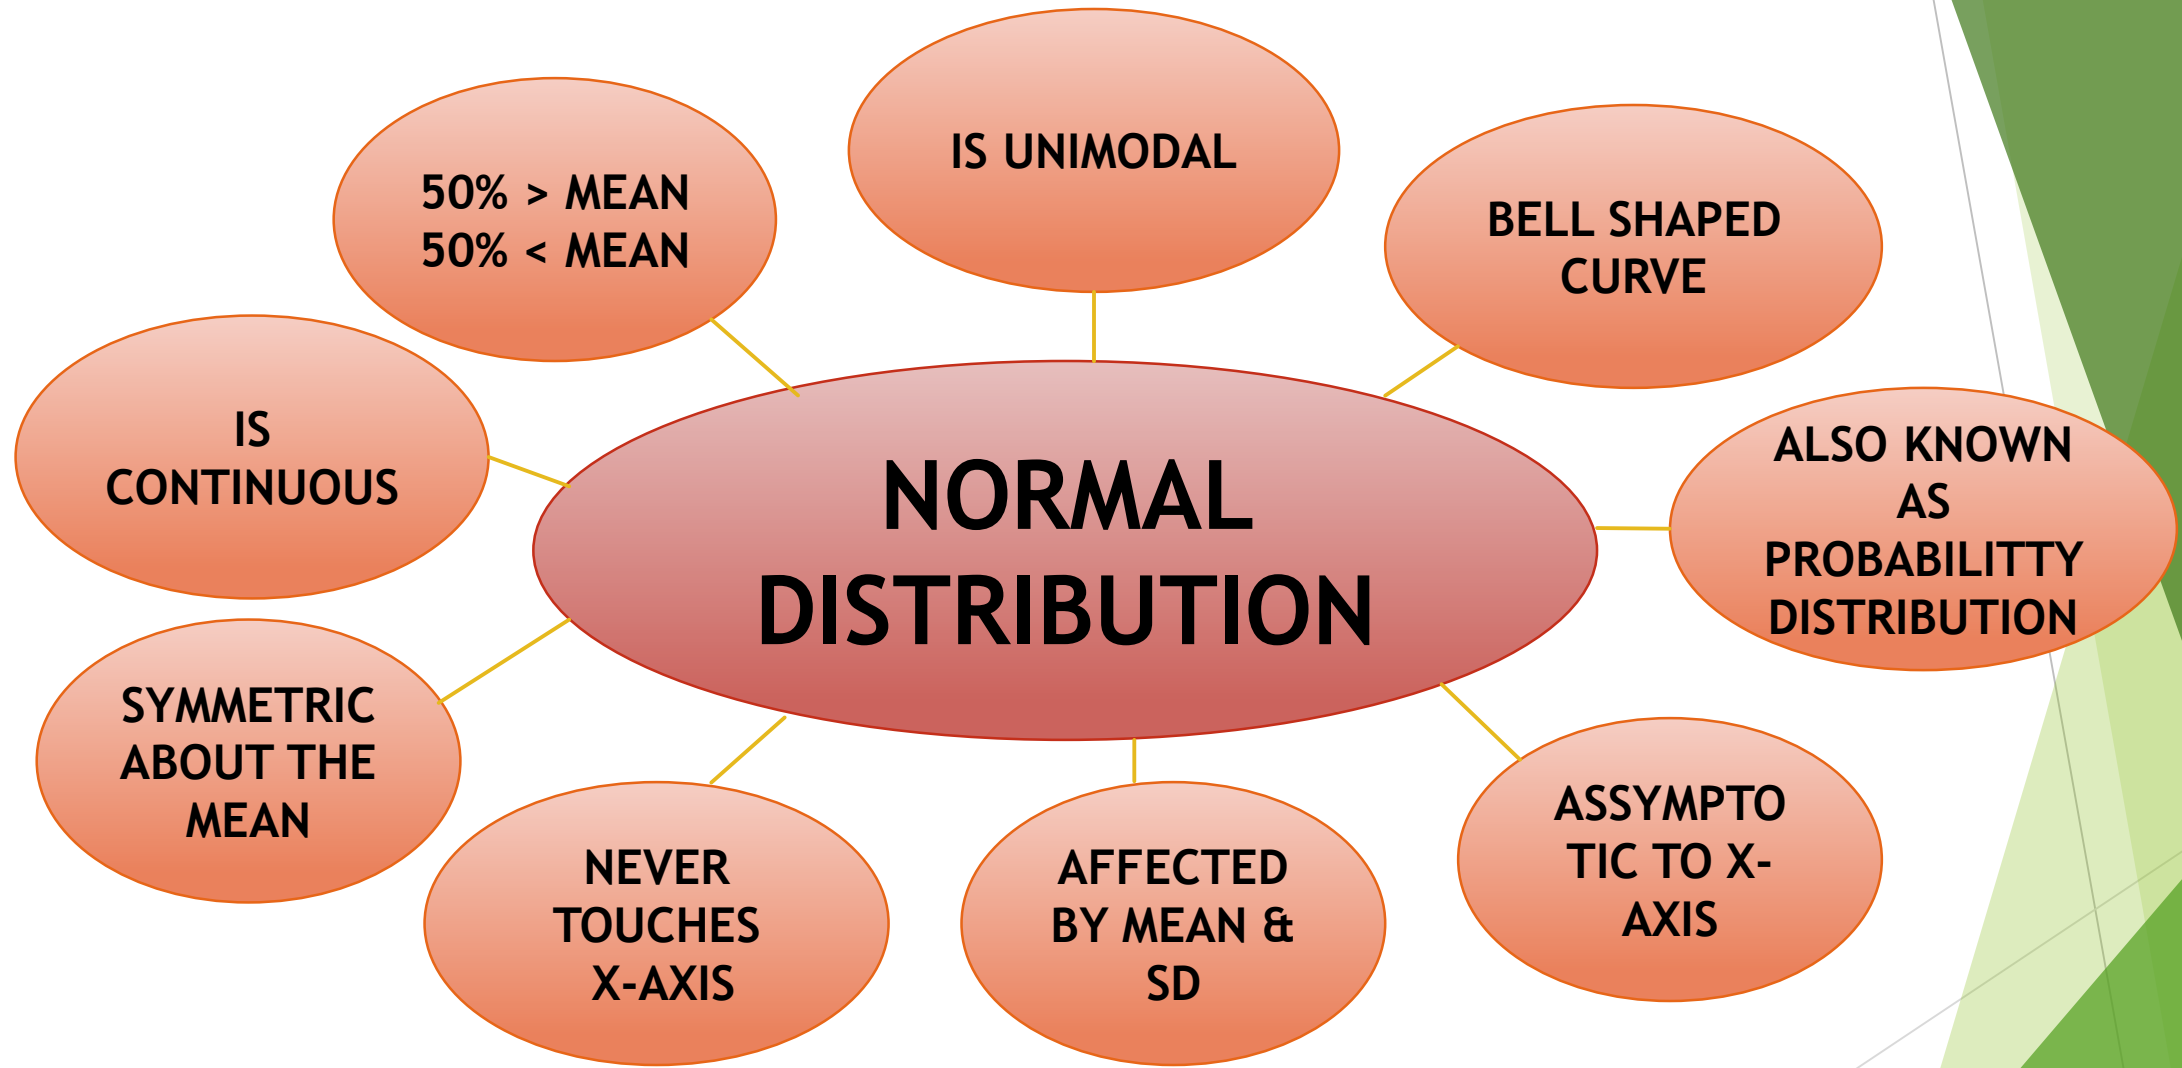 IS UNIMODAL
50% > MEAN
50% < MEAN
BELL SHAPED
CURVE
IS
CONTINUOUS
NORMAL
DISTRIBUTION
ALSO KNOWN
AS
PROBABILITTY
DISTRIBUTION
SYMMETRIC
ABOUT THE
MEAN
NEVER
TOUCHES
X-AXIS
AFFECTED
BY MEAN &
SD
ASSYMPTO
TIC TO X-
AXIS